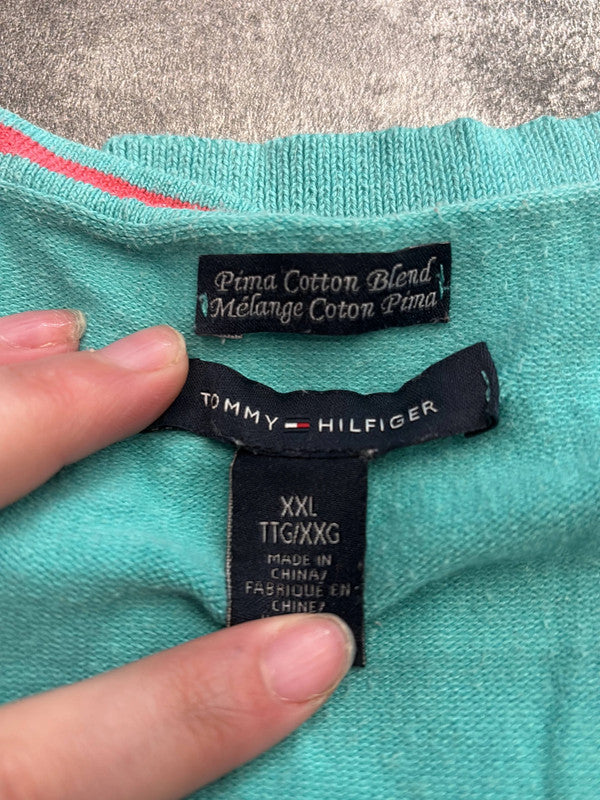 Pima Cotton Blend
Mélange Coton Pima
TOMMY HILFIGER
XXL
TTG/XXG
MADE IN
CHINA/
FABRIQUE EN
CHINE/